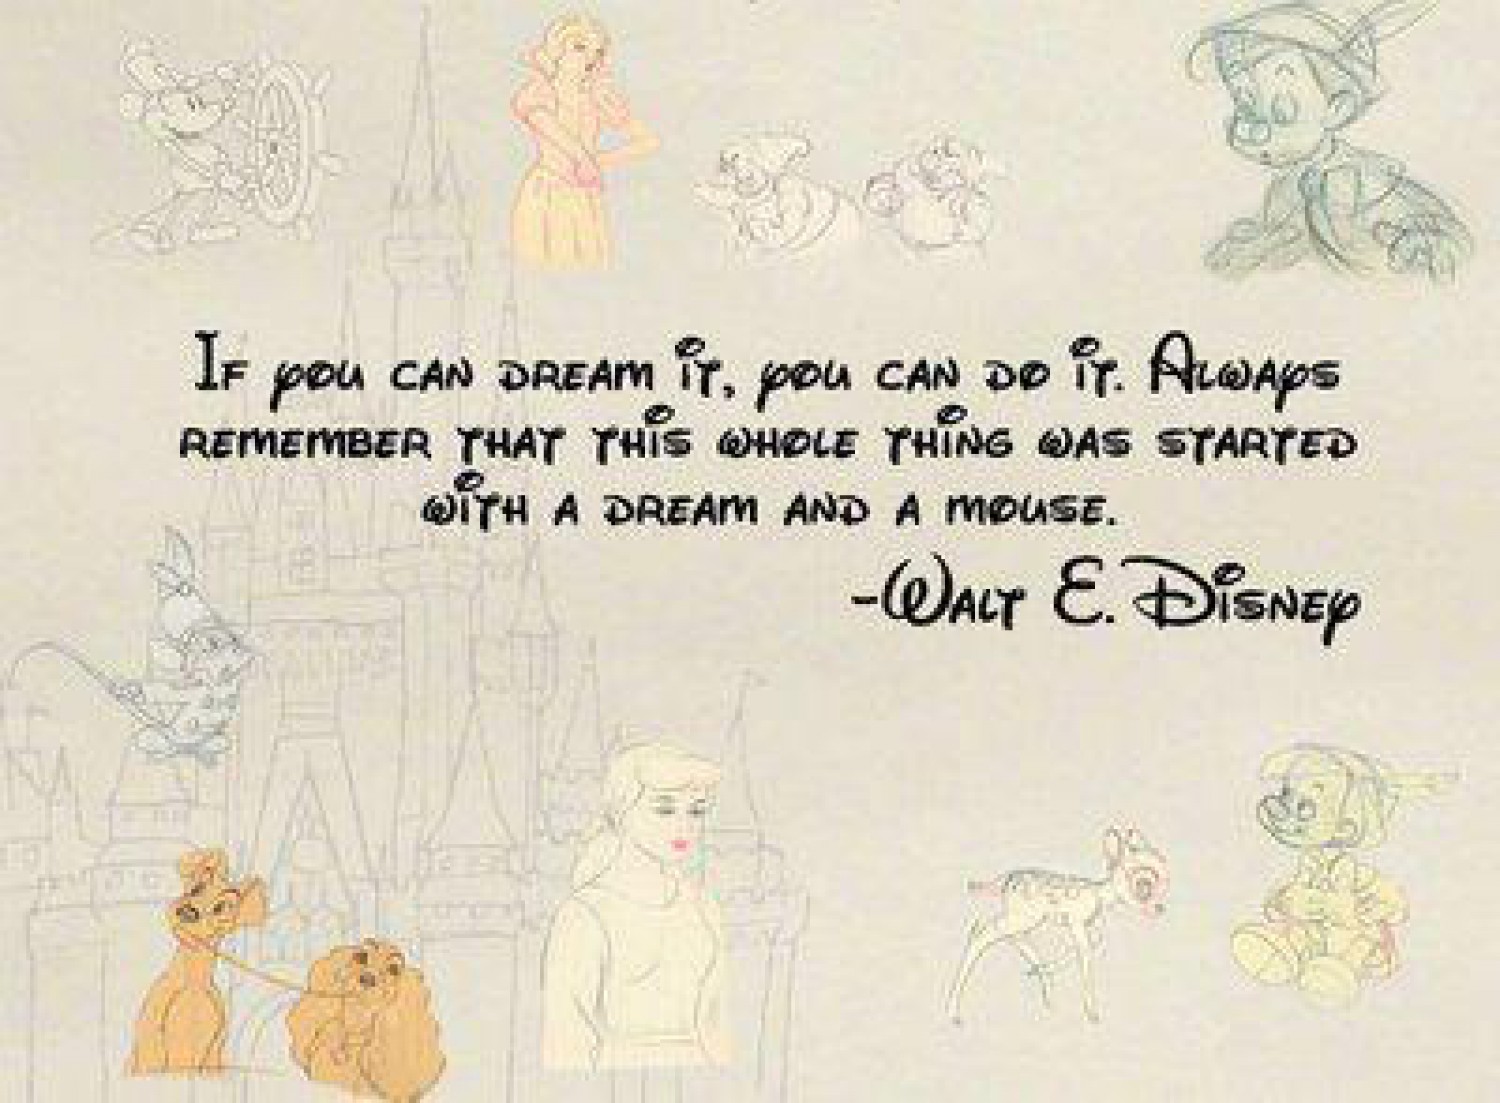 If you can dream it, you can do it. Always
remember that this whole thing was started
with a dream and a mouse.
-Walt E. Disney